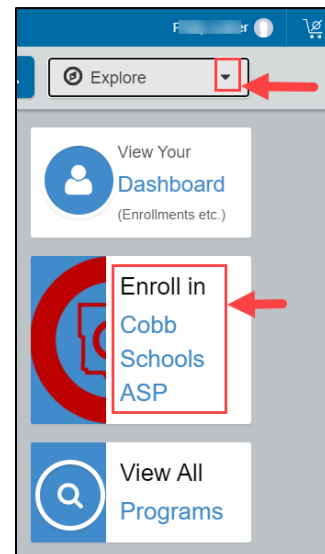 Explore
View Your
Dashboard
(Enrollments etc.)
Enroll in
Cobb
Schools
ASP
View All
Programs